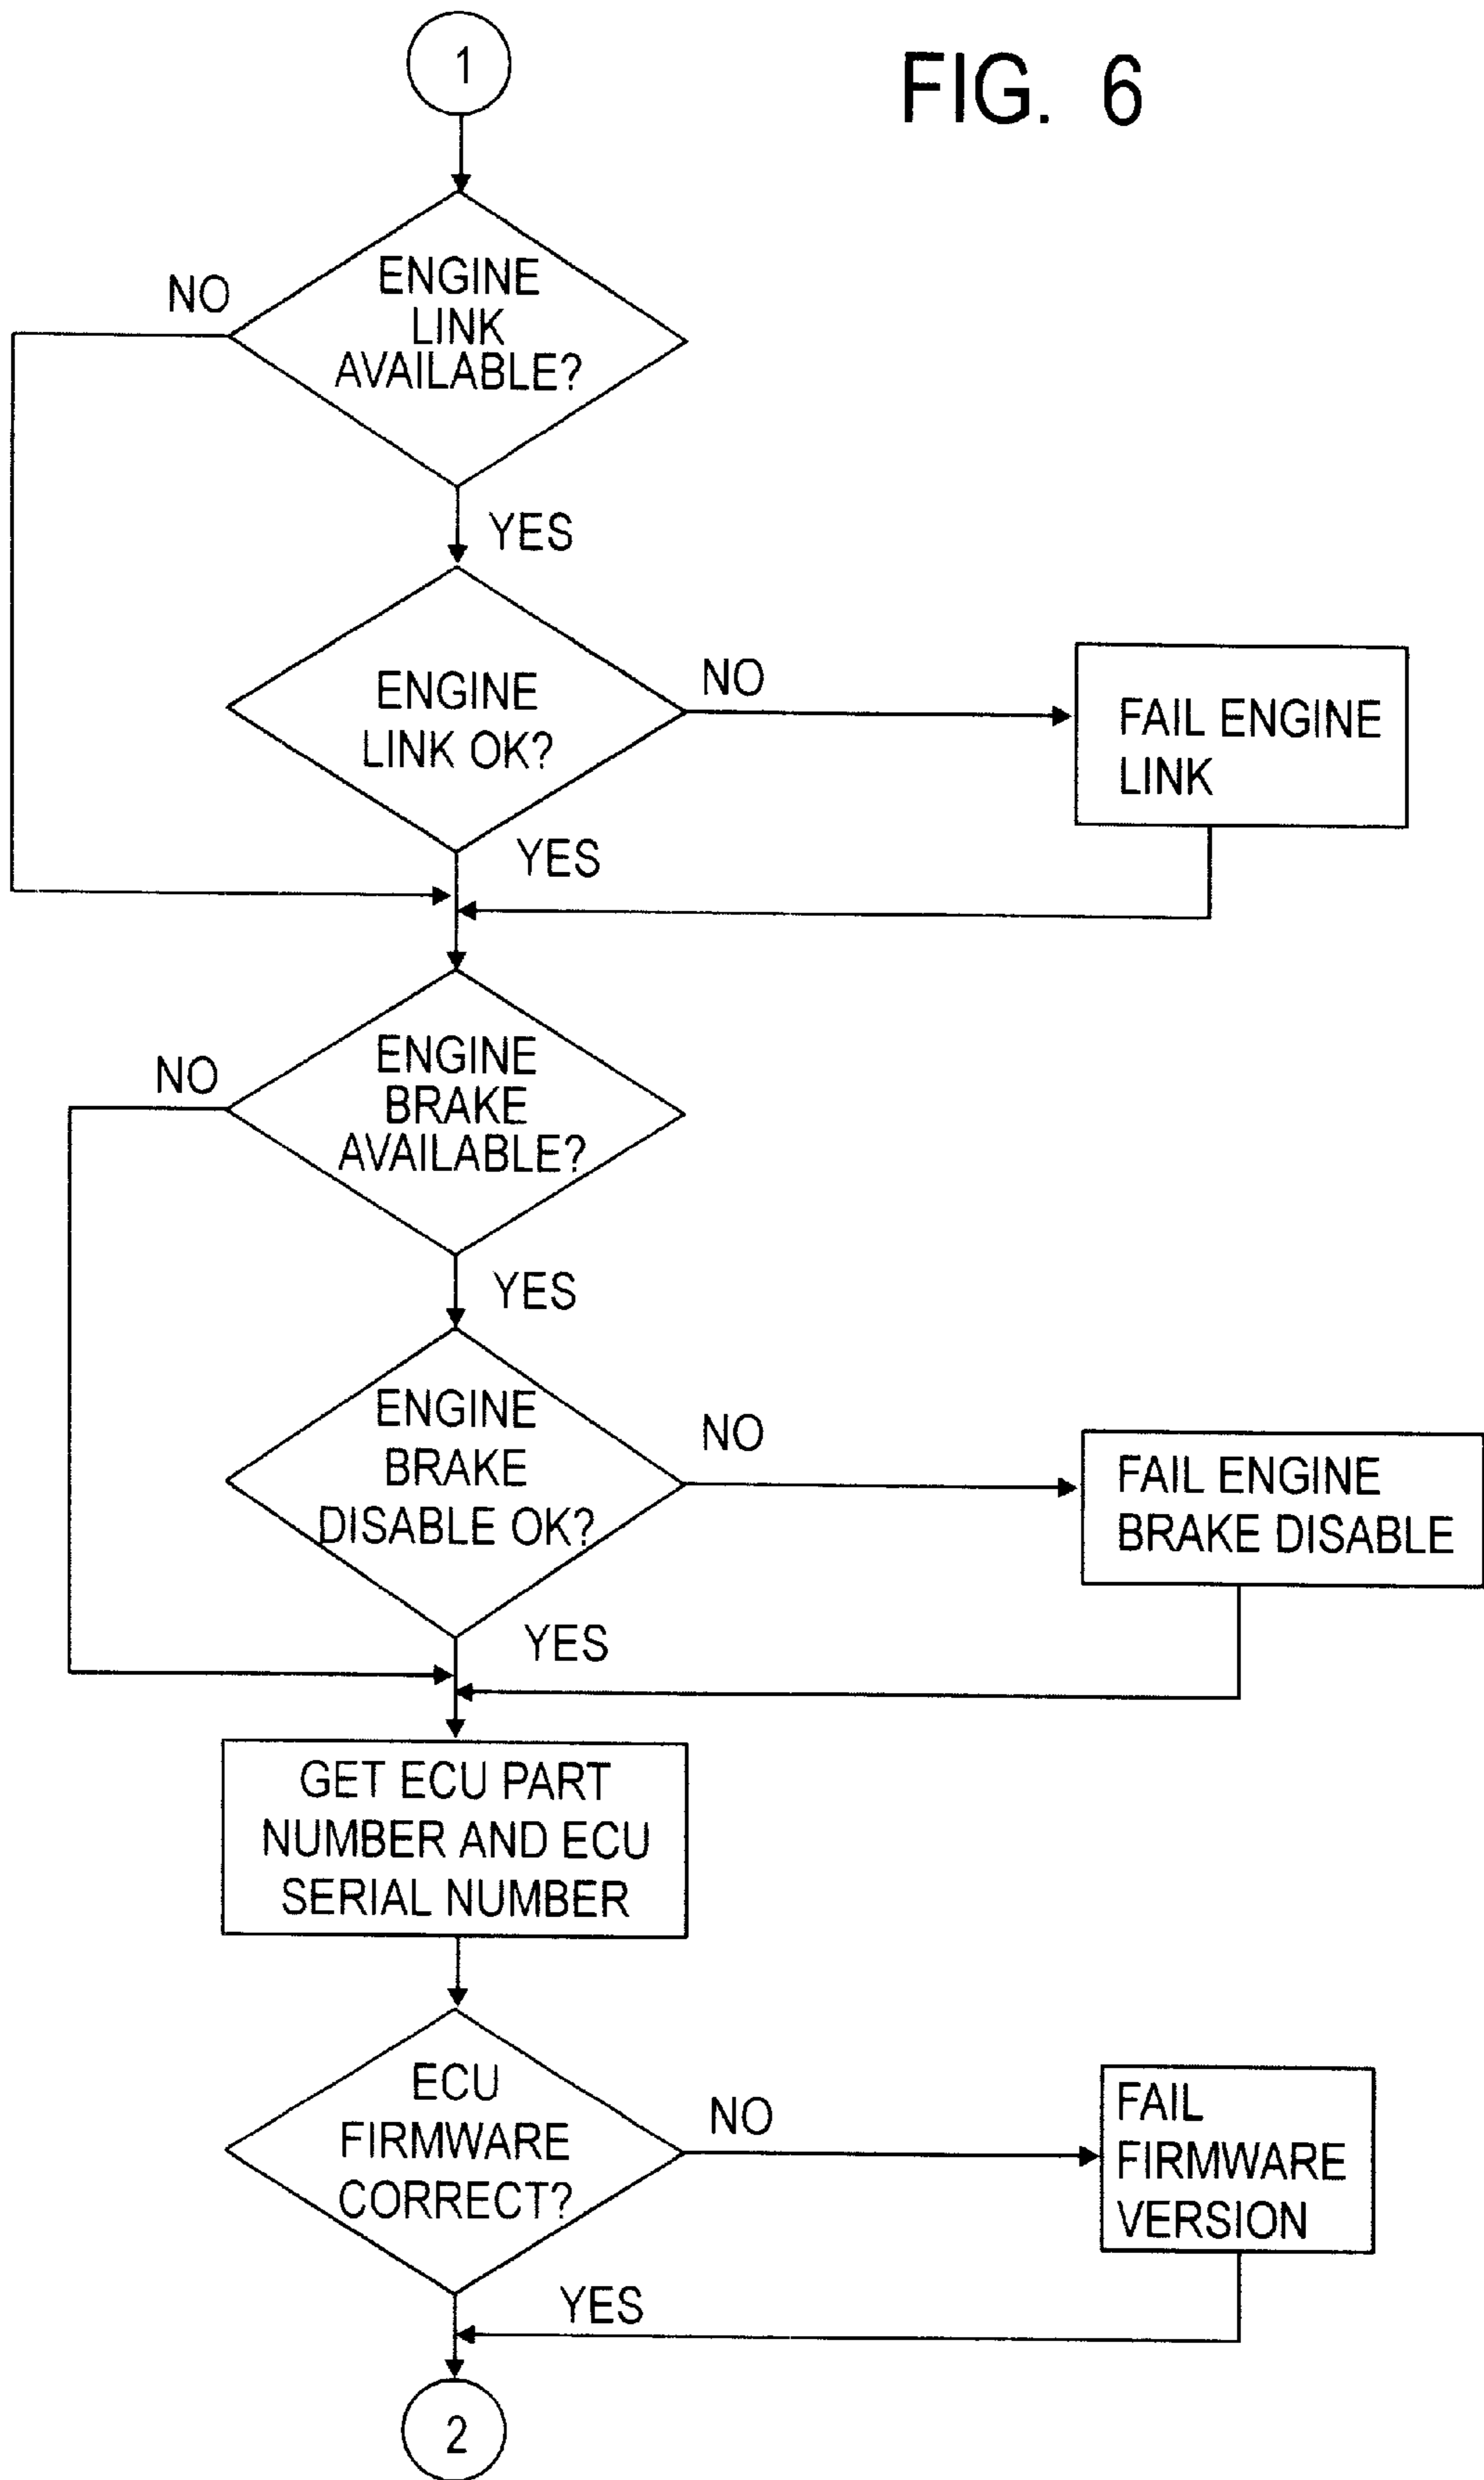 1
FIG. 6
NO
ENGINE
LINK
AVAILABLE?
YES
ENGINE
LINK OK?
NO
FAIL ENGINE
LINK
YES
NO
ENGINE
BRAKE
AVAILABLE?
YES
ENGINE
BRAKE
DISABLE OK?
NO
FAIL ENGINE
BRAKE DISABLE
YES
GET ECU PART
NUMBER AND ECU
SERIAL NUMBER
ECU
FIRMWARE
CORRECT?
NO
FAIL
FIRMWARE
VERSION
YES
2